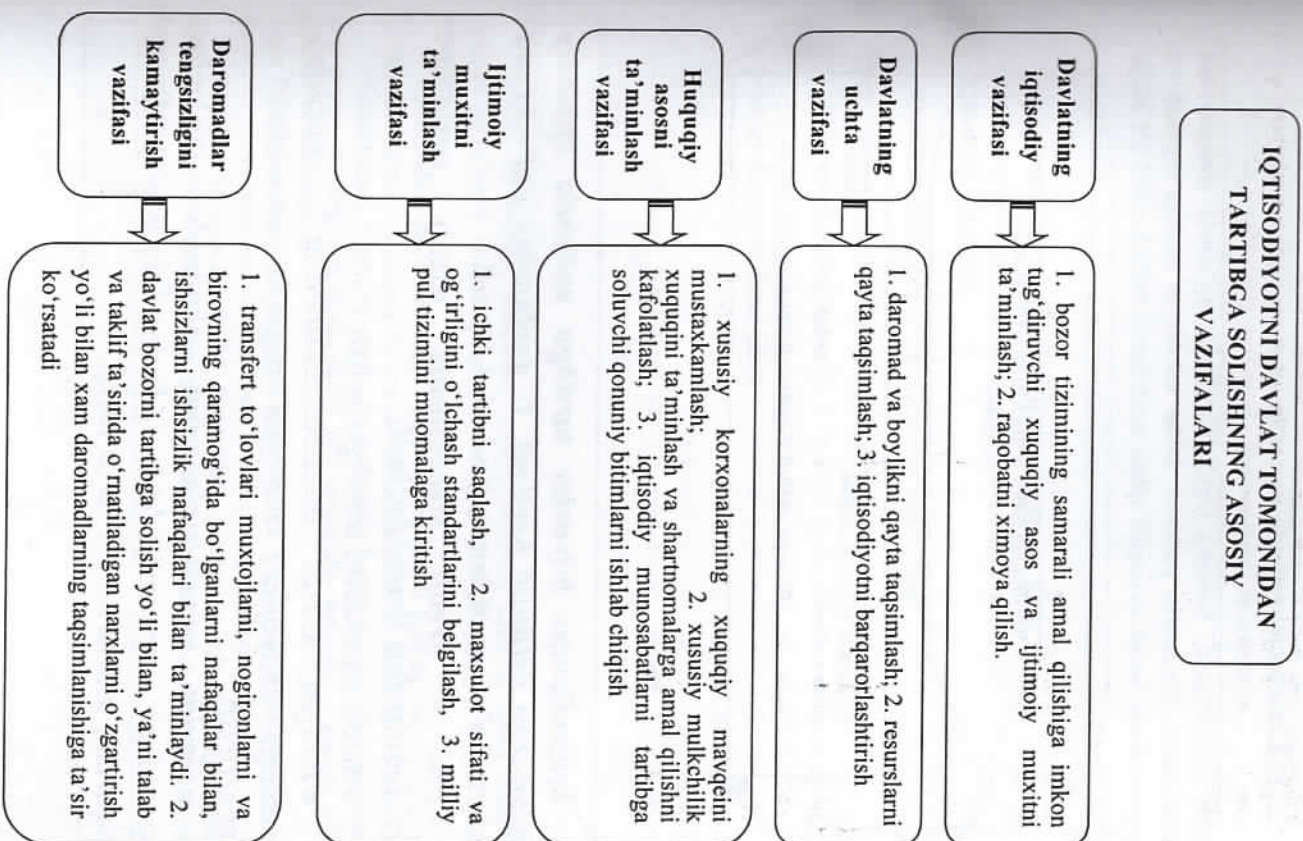 IQTISODIYOTNI DAVLAT TOMONIDAN
TARTIBGA SOLISHNING ASOSIY
VAZIFALARI
Davlatning
iqtisodiy
vazifasi
1. bozor tizimining samarali amal qilishiga imkon
tug‘diruvchi xuquqiy asos va ijtimoiy muxitni
ta’minlash; 2. raqobatni ximoya qilish.
Davlatning
uchta
vazifasi
1. daromad va boylikni qayta taqsimlash; 2. resurslarni
qayta taqsimlash; 3. iqtisodiyotni barqarorlashtirish
Huquqiy
asosni
ta’minlash
vazifasi
1. xususiy korxonalarning xuquqiy mavqeini
mustaxkamlash; 2. xususiy mulkchilik
xuquqini ta’minlash va shartnomalarga amal qilishni
kafolatlash; 3. iqtisodiy munosabatlarni tartibga
soluvchi qonuniy bitimlarni ishlab chiqish
Ijtimoiy
muxitni
ta’minlash
vazifasi
1. ichki tartibni saqlash, 2. maxsulot sifati va
og‘irligini o‘lchash standartlarini belgilash, 3. milliy
pul tizimini muomalaga kiritish
Daromadlar
tengsizligini
kamaytirish
vazifasi
1. transfert to‘lovlari muxtojlarni, nogironlarni va
birovning qaramog‘ida bo‘lganlarni nafaqalar bilan,
ishsizlarni ishsizlik nafaqalari bilan ta’minlaydi. 2.
davlat bozorni tartibga solish yo‘li bilan, ya’ni talab
va taklif ta’sirida o‘rnatiladigan narxlarni o‘zgartirish
yo‘li bilan xam daromadlarning taqsimlanishiga ta’sir
ko‘rsatadi